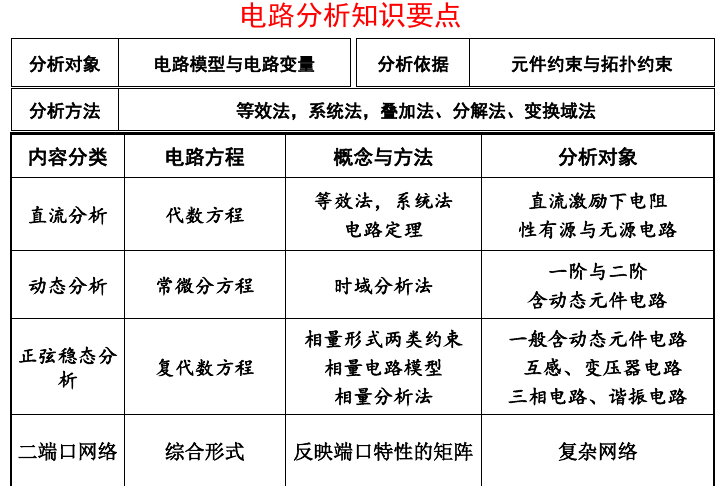 电路分析知识要点
分析对象 电路模型与电路变量 分析依据 元件约束与拓扑约束
分析方法 等效法，系统法，叠加法、分解法、变换域法
内容分类 电路方程 概念与方法 分析对象
直流分析 代数方程 等效法，系统法 直流激励下电阻
电路定理 性有源与无源电路
动态分析 常微分方程 时域分析法 一阶与二阶
含动态元件电路
正弦稳态分 复代数方程 相量形式两类约束 一般含动态元件电路
析 相量电路模型 互感、变压器电路
相量分析法 三相电路、谐振电路
二端口网络 综合形式 反映端口特性的矩阵 复杂网络